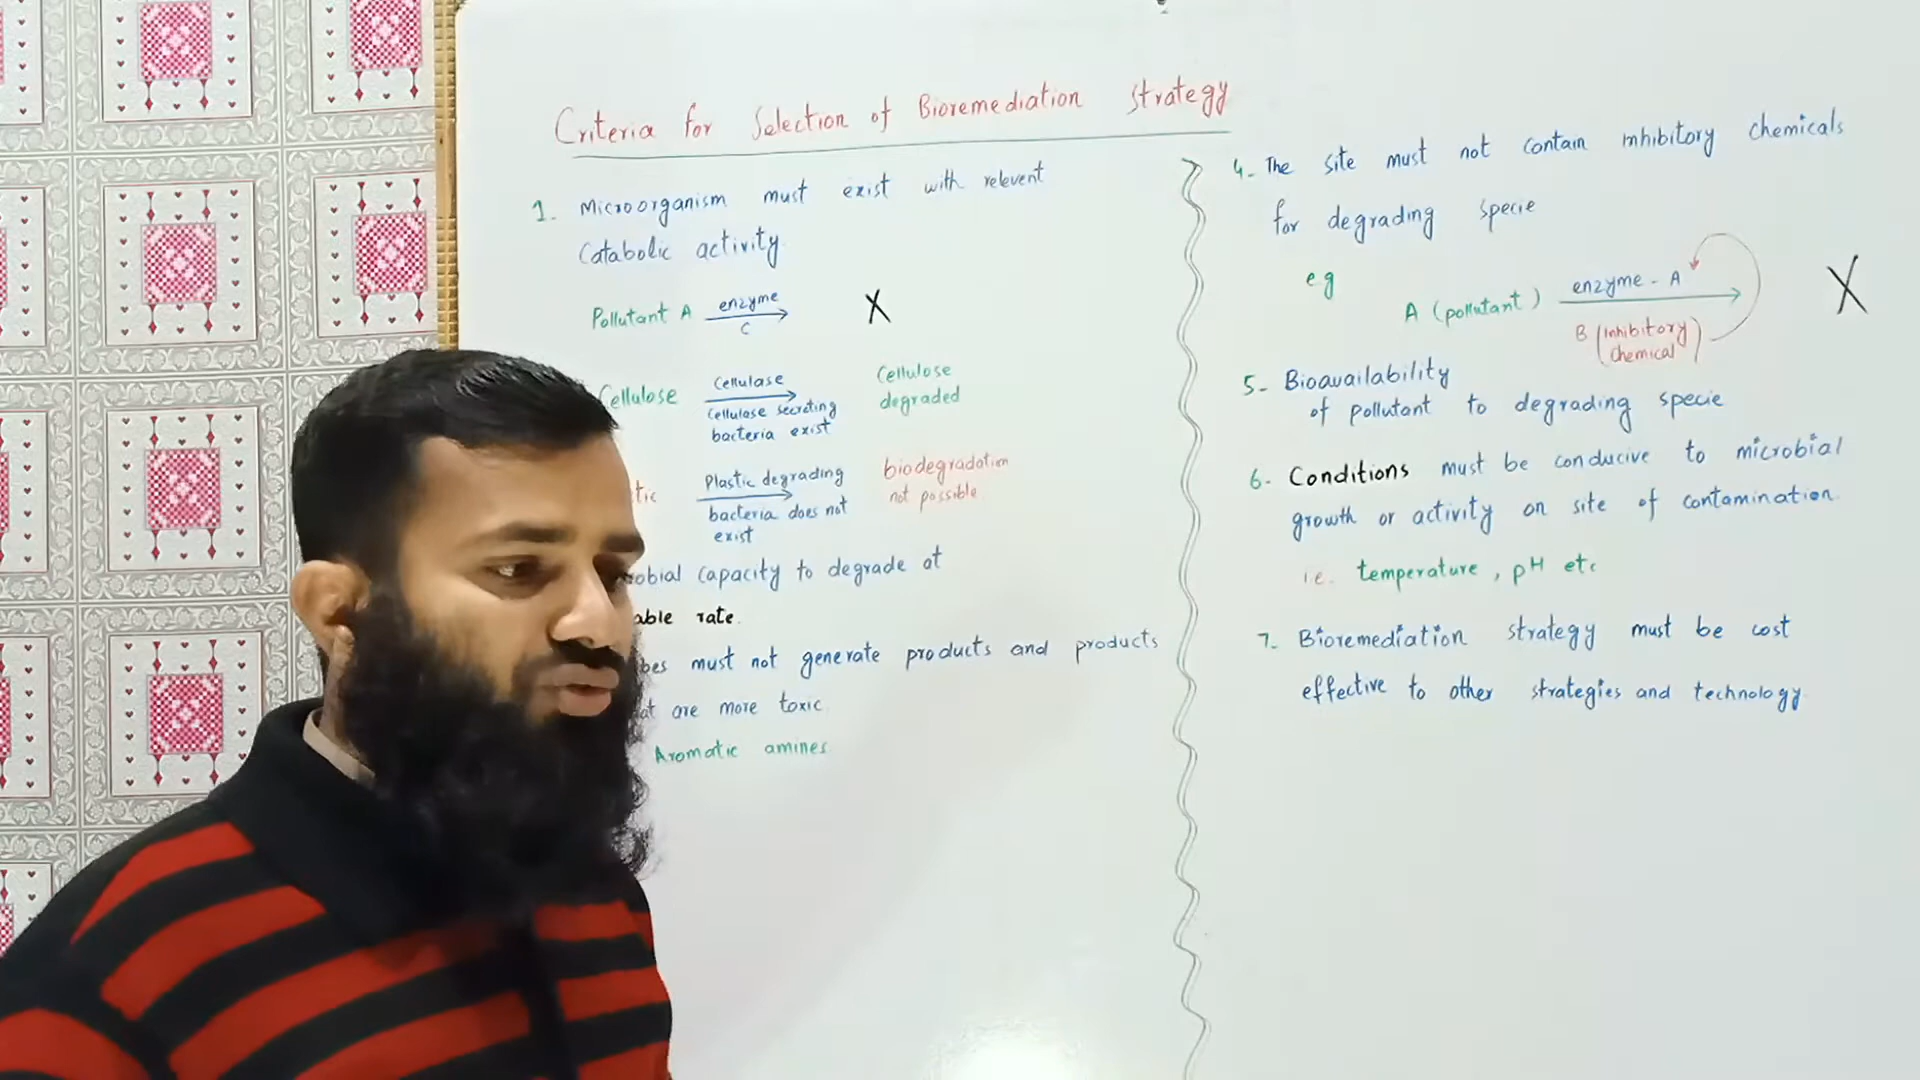 Criteria for Selection of Bioremediation Strategy
1. Microorganism must exist with relevent
Catabolic activity.
Pollutant A enzyme C X
Cellulose Cellulase Cellulose
Cellulose secreting degraded
bacteria exist
Plastic degrading biodegradation
bacteria does not not possible
exist
capacity to degrade at
rate.
must not generate products and products
are more toxic
Aromatic amines
4- The site must not contain inhibitory chemicals
for degrading specie
eg
A (pollutant) enzyme - A X
B (inhibitory
chemical)
5- Bioavailability
of pollutant to degrading specie
6- Conditions must be conducive to microbial
growth or activity on site of contamination
i.e. temperature, pH etc
7- Bioremediation strategy must be cost
effective to other strategies and technology.